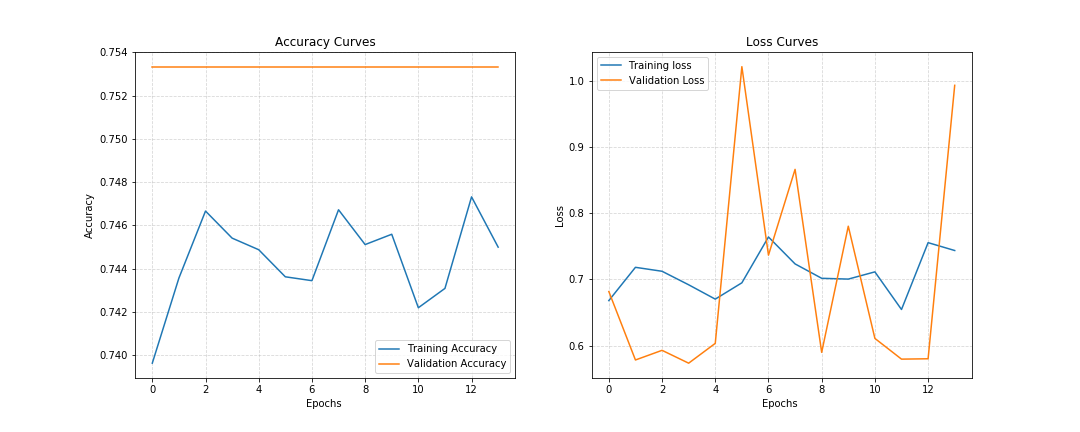 Accuracy Curves
0.754
0.752
0.750
0.748
0.746
0.744
0.742
0.740
Accuracy
0 2 4 6 8 10 12
Epochs
Training Accuracy
Validation Accuracy
Loss Curves
Training loss
Validation Loss
1.0
0.9
0.8
0.7
0.6
Loss
0 2 4 6 8 10 12
Epochs